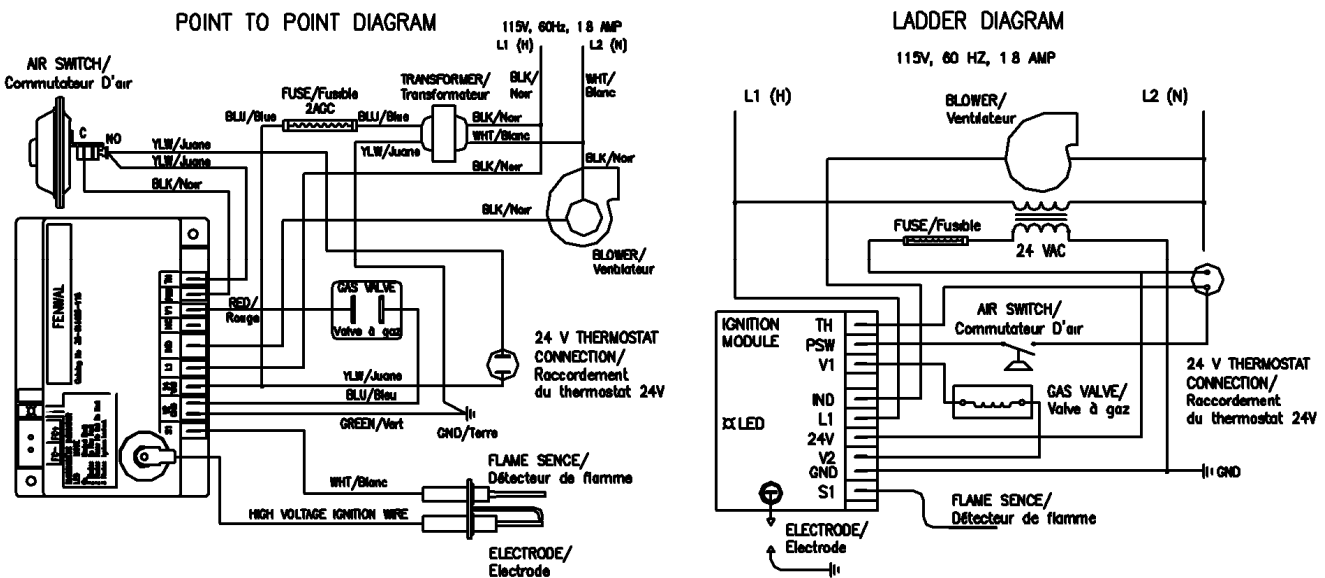 POINT TO POINT DIAGRAM
115V, 60Hz, 1 8 AMP
L1 (H)
L2 (N)
AIR SWITCH/
Commutateur D'air
C
NO
YLW/Juane
YLW/Juane
BLK/Noir
BLU/Blue
FUSE/Fusible
2AGC
BLU/Blue
TRANSFORMER/
Transformateur
YLW/Juane
BLK/
Noir
WHT/
Blanc
BLK/Noir
WHT/Blanc
BLK/Noir
BLK/Noir
BLK/Noir
BLOWER/
Ventilateur
FENWAL
RED/
Rouge
GAS VALVE
Valve à gaz
24 V THERMOSTAT
CONNECTION/
Raccordement
du thermostat 24V
YLW/Juane
BLU/Bleu
GREEN/Vert
GND/Terre
WHT/Blanc
FLAME SENCE/
Détecteur de flamme
HIGH VOLTAGE IGNITION WIRE
ELECTRODE/
Electrode
LADDER DIAGRAM
115V, 60 HZ, 1 8 AMP
L1 (H)
L2 (N)
BLOWER/
Ventilateur
FUSE/Fusible
24 VAC
AIR SWITCH/
Commutateur D'air
IGNITION
MODULE
TH
PSW
V1
IND
L1
24V
V2
GND
S1
LED
GAS VALVE/
Valve à gaz
24 V THERMOSTAT
CONNECTION/
Raccordement
du thermostat 24V
GND
FLAME SENCE/
Détecteur de flamme
ELECTRODE/
Electrode